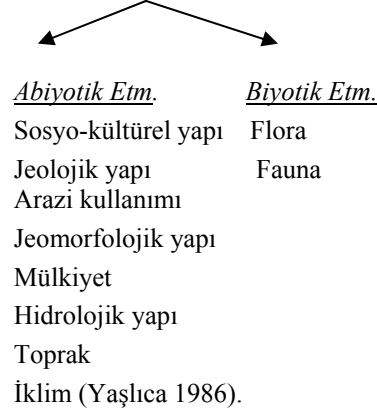 Abiyotik Etm. Biyotik Etm.
Sosyo-kültürel yapı Flora
Jeolojik yapı Fauna
Arazi kullanımı
Jeomorfolojik yapı
Mülkiyet
Hidrolojik yapı
Toprak
İklim (Yaşlıca 1986).